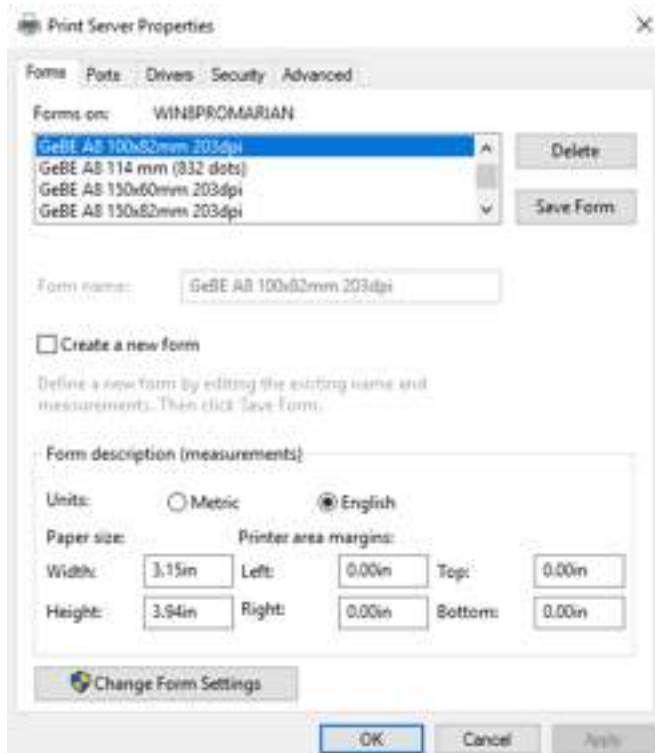 Print Server Properties
Forms Ports Drivers Security Advanced
Forms on: WIN8PROMARIAN
GeBE A8 100x82mm 203dpi
GeBE A8 114 mm (832 dots)
GeBE A8 150x60mm 203dpi
GeBE A8 150x82mm 203dpi
Delete
Save Form
Form name: GeBE A8 100x82mm 203dpi
Create a new form
Define a new form by editing the existing name and
measurements. Then click Save Form.
Form description (measurements)
Units: Metric English
Paper size: Printer area margins:
Width: 3.15in Left: 0.00in Top: 0.00in
Height: 3.94in Right: 0.00in Bottom: 0.00in
Change Form Settings
OK Cancel Apply